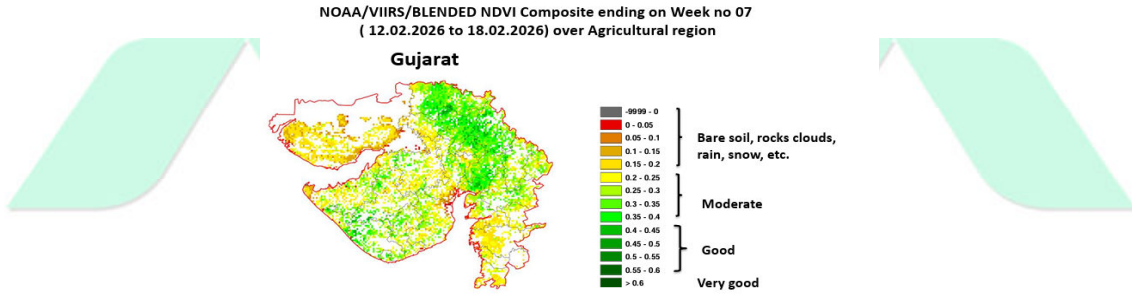 NOAA/VIIRS/BLENDED NDVI Composite ending on Week no 07
( 12.02.2026 to 18.02.2026) over Agricultural region
Gujarat
-9999 - 0
0 - 0.05
0.05 - 0.1
0.1 - 0.15
0.15 - 0.2
0.2 - 0.25
0.25 - 0.3
0.3 - 0.35
0.35 - 0.4
0.4 - 0.45
0.45 - 0.5
0.5 - 0.55
0.55 - 0.6
> 0.6
Bare soil, rocks clouds,
rain, snow, etc.
Moderate
Good
Very good